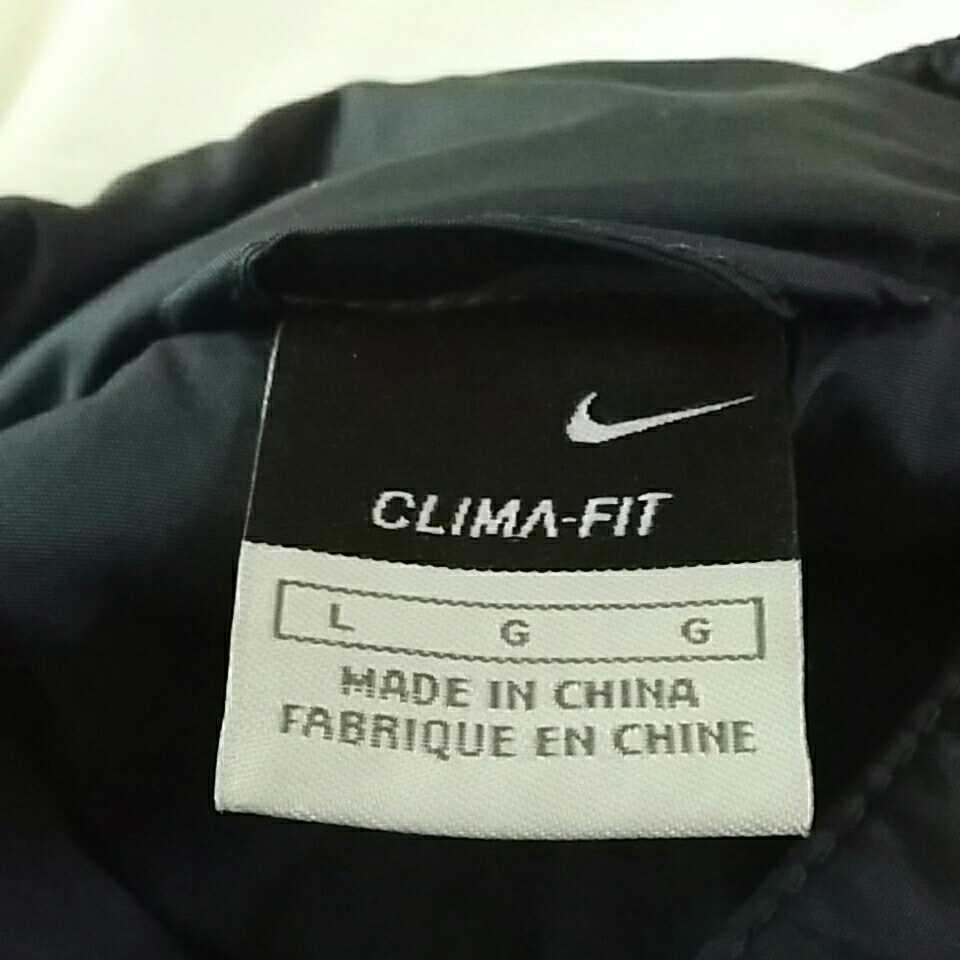 CLIMA-FIT
L G G
MADE IN CHINA
FABRIQUE EN CHINE